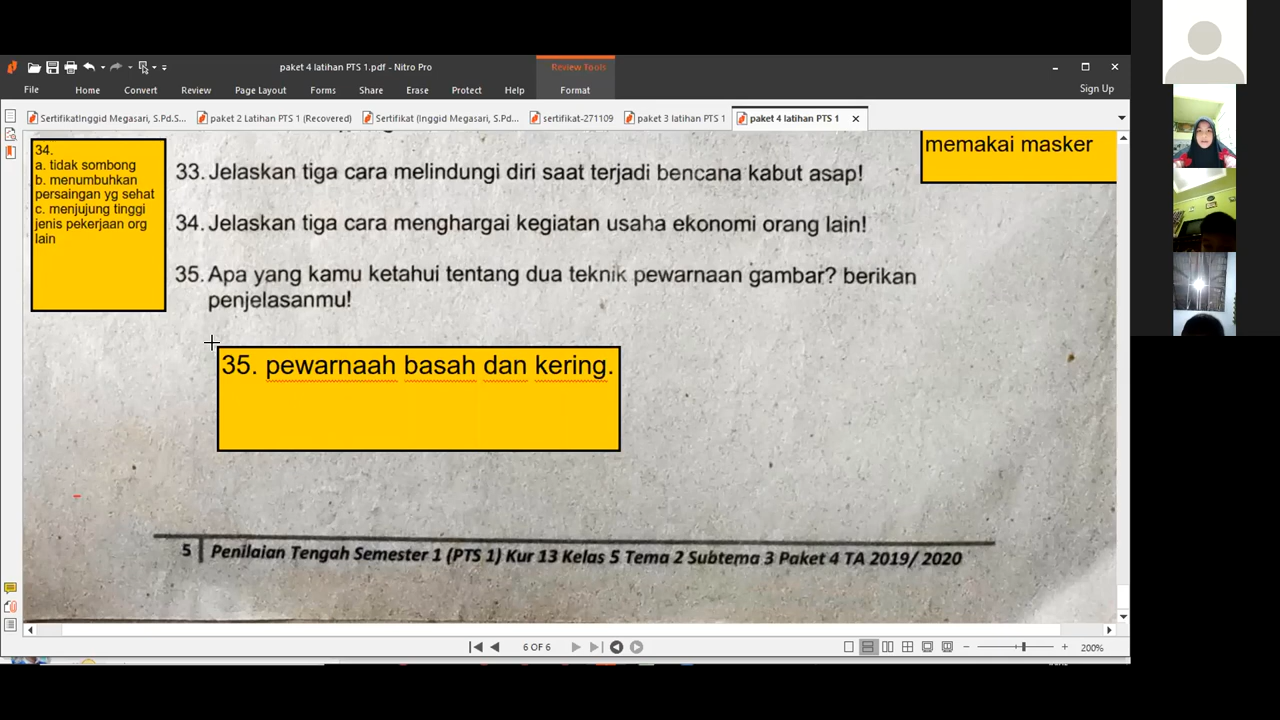 paket 4 latihan PTS 1.pdf - Nitro Pro
Review Tools
File Home Convert Review Page Layout Forms Share Erase Protect Help Format Sign Up
SertifikatInggid Megasari, S.Pd.S... paket 2 Latihan PTS 1 (Recovered) Sertifikat (Inggid Megasari, S.Pd... sertifikat-271109 paket 3 latihan PTS 1 paket 4 latihan PTS 1
34.
a. tidak sombong
b. menumbuhkan
persaingan yg sehat
c. menjujung tinggi
jenis pekerjaan org
lain
memakai masker
33. Jelaskan tiga cara melindungi diri saat terjadi bencana kabut asap!
34. Jelaskan tiga cara menghargai kegiatan usaha ekonomi orang lain!
35. Apa yang kamu ketahui tentang dua teknik pewarnaan gambar? berikan
penjelasanmu!
35. pewarnaah basah dan kering.
5 Penilaian Tengah Semester 1 (PTS 1) Kur 13 Kelas 5 Tema 2 Subtema 3 Paket 4 TA 2019/ 2020
6 OF 6
200%